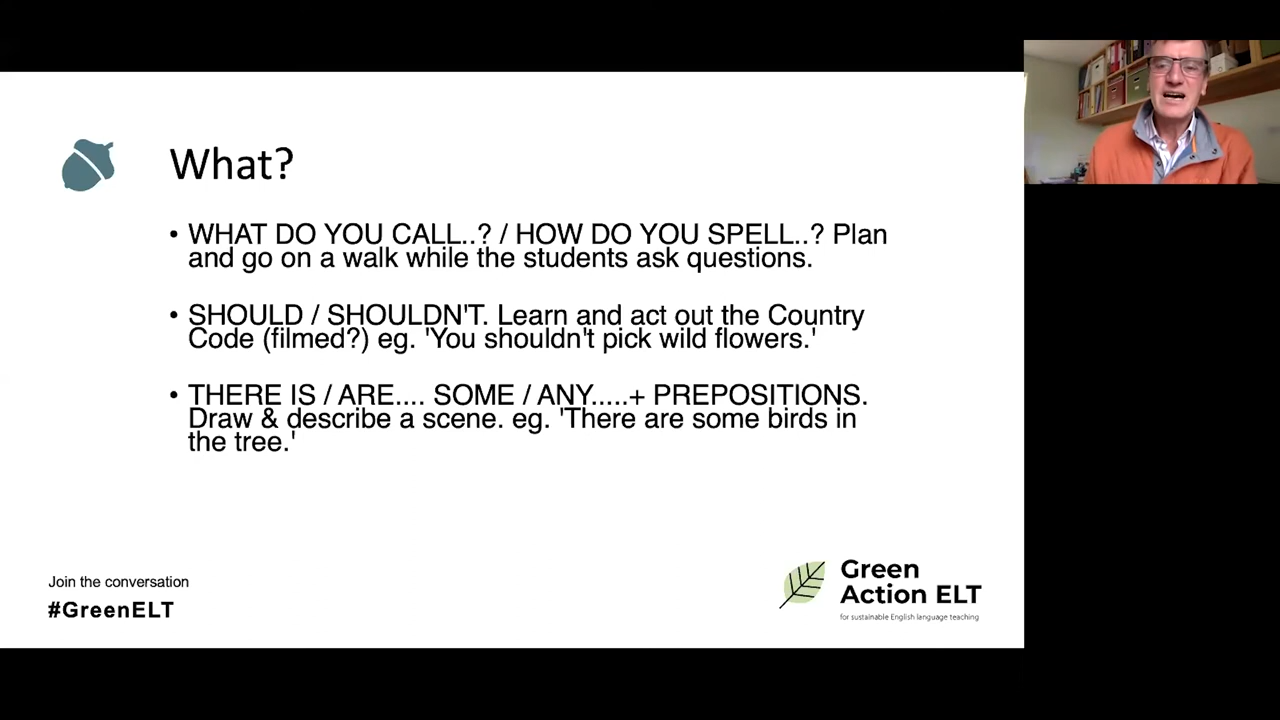 What?
• WHAT DO YOU CALL..? / HOW DO YOU SPELL..? Plan
and go on a walk while the students ask questions.
• SHOULD / SHOULDN'T. Learn and act out the Country
Code (filmed?) eg. 'You shouldn't pick wild flowers.'
• THERE IS / ARE.... SOME / ANY.....+ PREPOSITIONS.
Draw & describe a scene. eg. 'There are some birds in
the tree.'
Join the conversation
#GreenELT
Green
Action ELT
for sustainable English language teaching